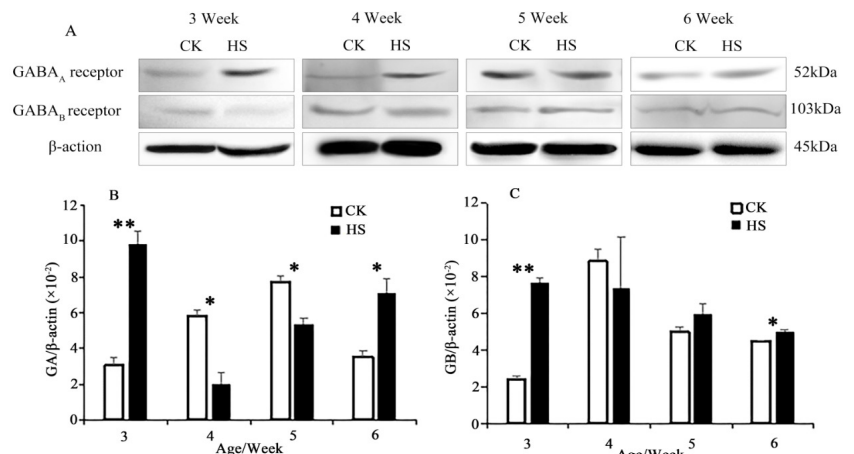 A
3 Week 4 Week 5 Week 6 Week
CK HS CK HS CK HS CK HS
GABA_A receptor 52kDa
GABA_B receptor 103kDa
β-action 45kDa
B
12
10
8
6
4
2
0
GA/β-actin (×10⁻²)
CK
HS
** * * *
3 4 5 6
Age/Week
C
12
10
8
6
4
2
0
GB/β-actin (×10⁻²)
CK
HS
** *
3 4 5 6
Age/Week